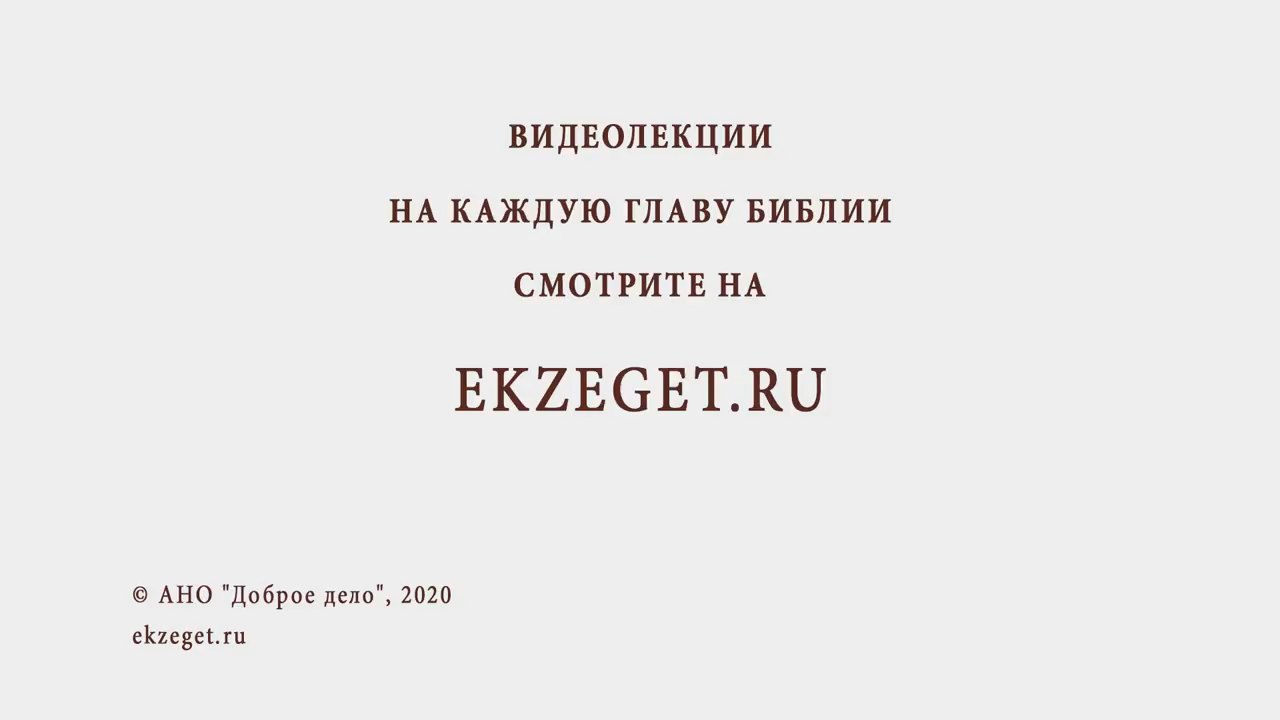 ВИДЕОЛЕКЦИИ
НА КАЖДУЮ ГЛАВУ БИБЛИИ
СМОТРИТЕ НА
EKZEGET.RU
© АНО "Доброе дело", 2020
ekzeget.ru